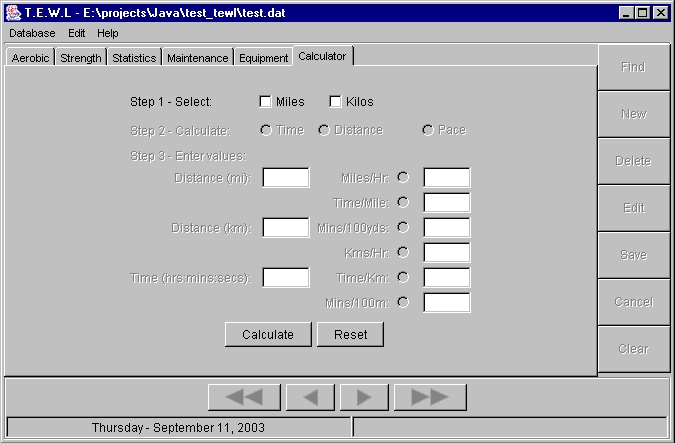 T.E.W.L - E:\projects\Java\test_tewl\test.dat
Database Edit Help
Aerobic Strength Statistics Maintenance Equipment Calculator
Step 1 - Select: Miles Kilos
Step 2 - Calculate: Time Distance Pace
Step 3 - Enter values:
Distance (mi): Miles/Hr:
Time/Mile:
Distance (km): Mins/100yds:
Kms/Hr:
Time (hrs:mins:secs): Time/Km:
Mins/100m:
Calculate Reset
Find
New
Delete
Edit
Save
Cancel
Clear
Thursday - September 11, 2003